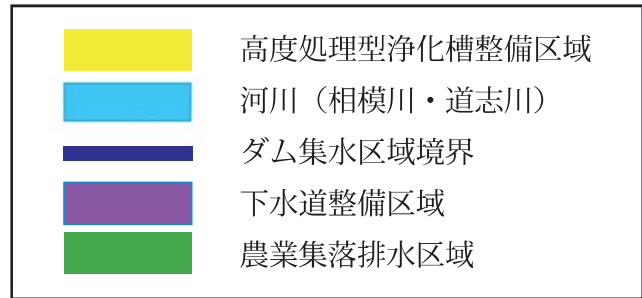 高度処理型浄化槽整備区域
河川（相模川・道志川）
ダム集水区域境界
下水道整備区域
農業集落排水区域